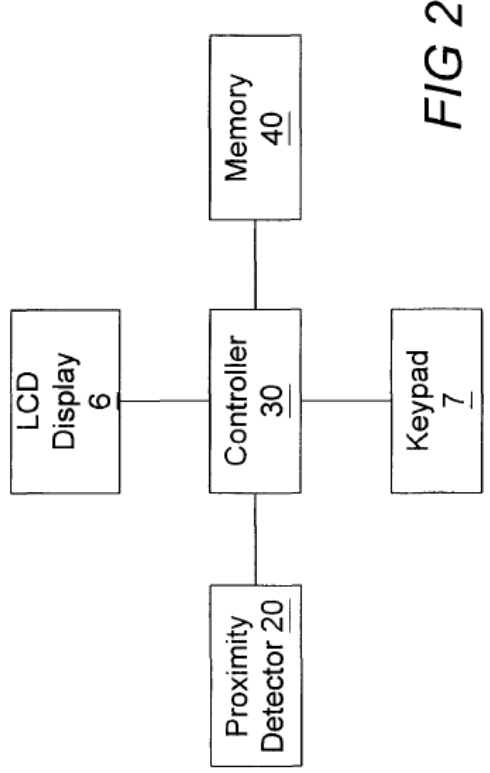 LCD
Display
6
Proximity
Detector 20
Controller
30
Memory
40
Keypad
7
FIG 2